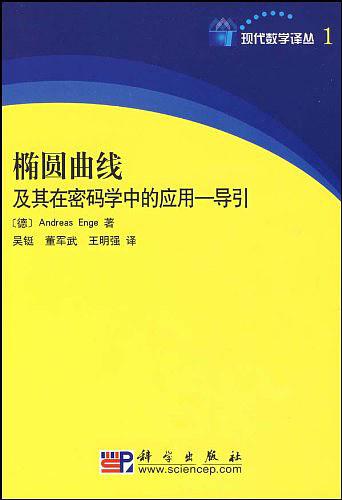 现代数学译丛 1
椭圆曲线
及其在密码学中的应用—导引
〔德〕 Andreas Enge 著
吴铤 董军武 王明强 译
科学出版社
www.sciencep.com